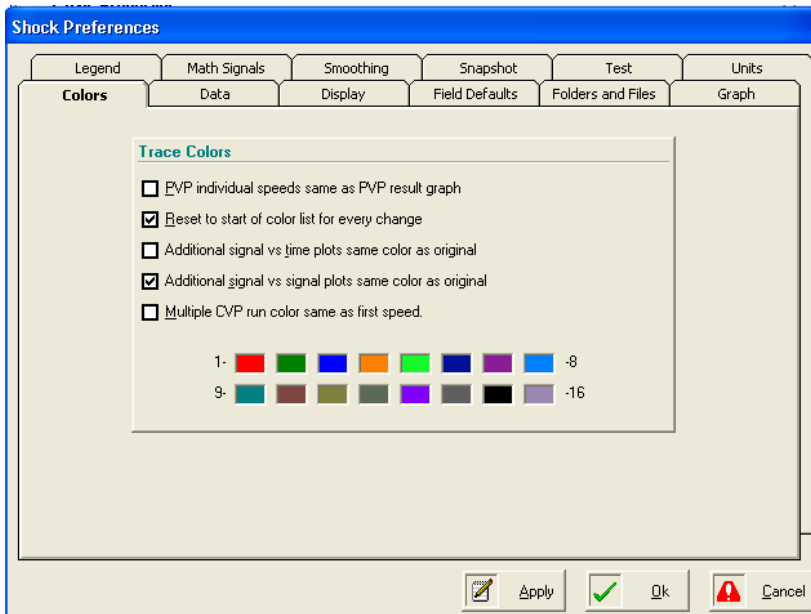 Shock Preferences
Legend Math Signals Smoothing Snapshot Test Units
Colors Data Display Field Defaults Folders and Files Graph
Trace Colors
PVP individual speeds same as PVP result graph
Reset to start of color list for every change
Additional signal vs time plots same color as original
Additional signal vs signal plots same color as original
Multiple CVP run color same as first speed.
1- -8
9- -16
Apply Ok Cancel